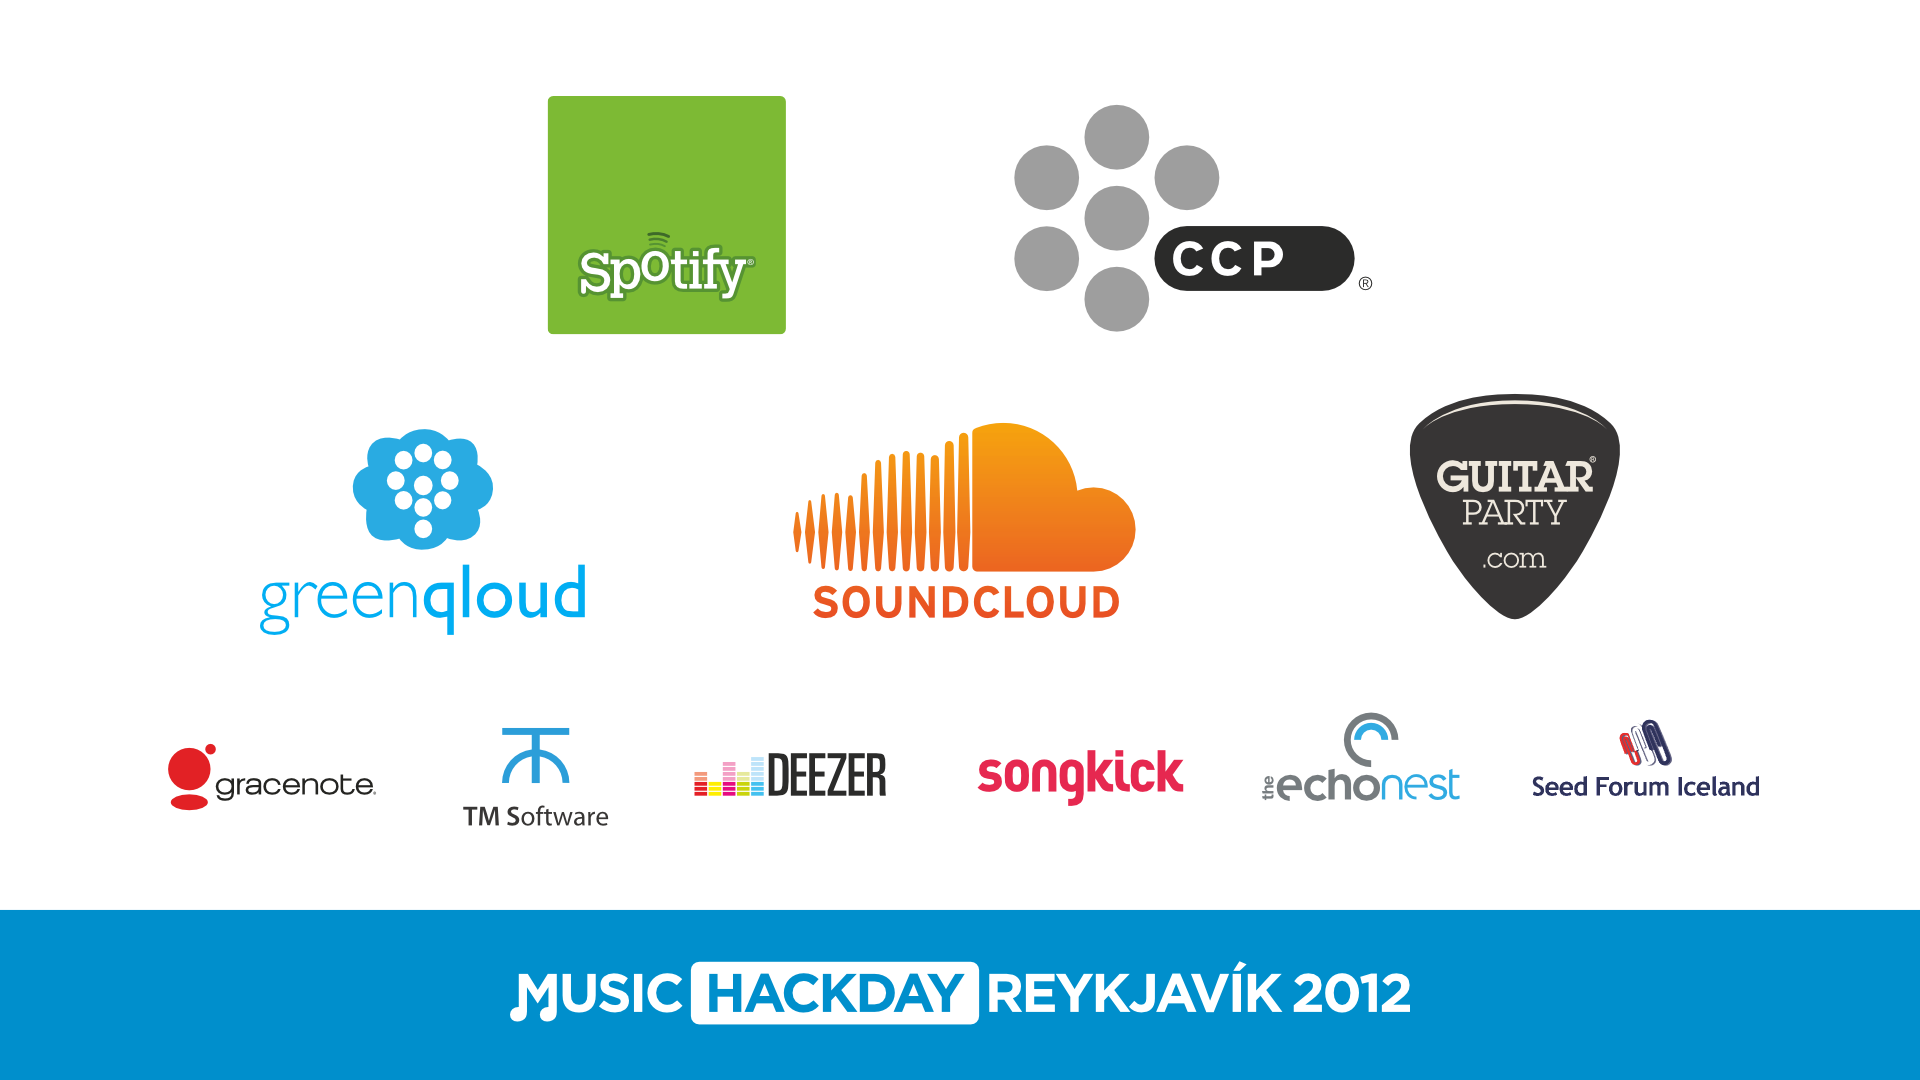 Spotify®
CCP®
greenqloud
SOUNDCLOUD
GUITAR®
PARTY
.com
gracenote.
TM Software
DEEZER
songkick
the echonest
Seed Forum Iceland
MUSIC HACKDAY REYKJAVÍK 2012